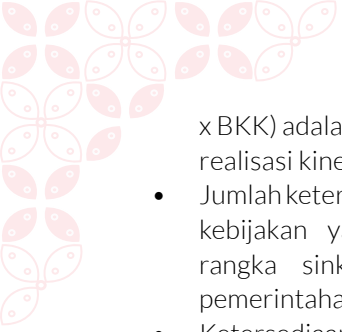 x BKK) adala
realisasi kine
• Jumlah keter
kebijakan y
rangka sink
pemerintaha